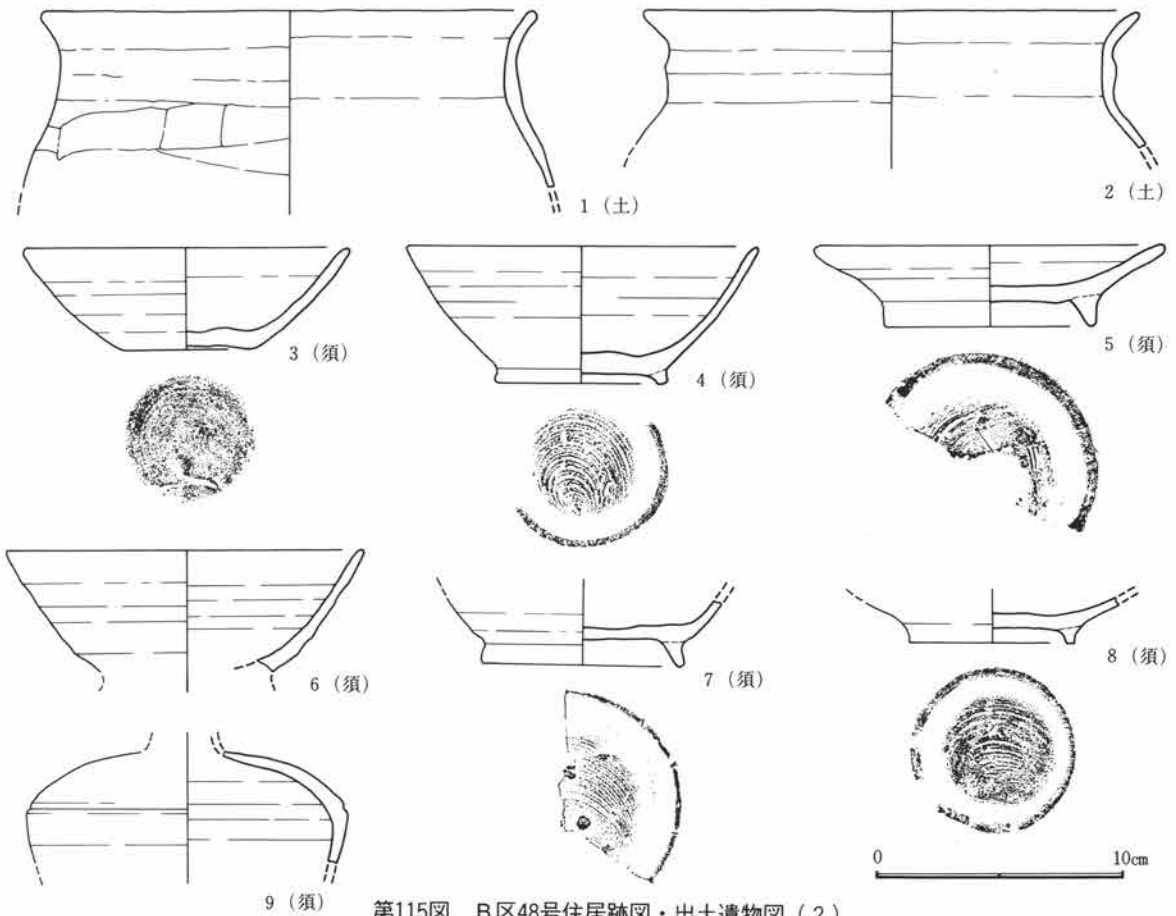 1 (土)
2 (土)
3 (須)
4 (須)
5 (須)
6 (須)
7 (須)
8 (須)
9 (須)
0 10cm
第115図 B区48号住居跡図・出土遺物図(2)